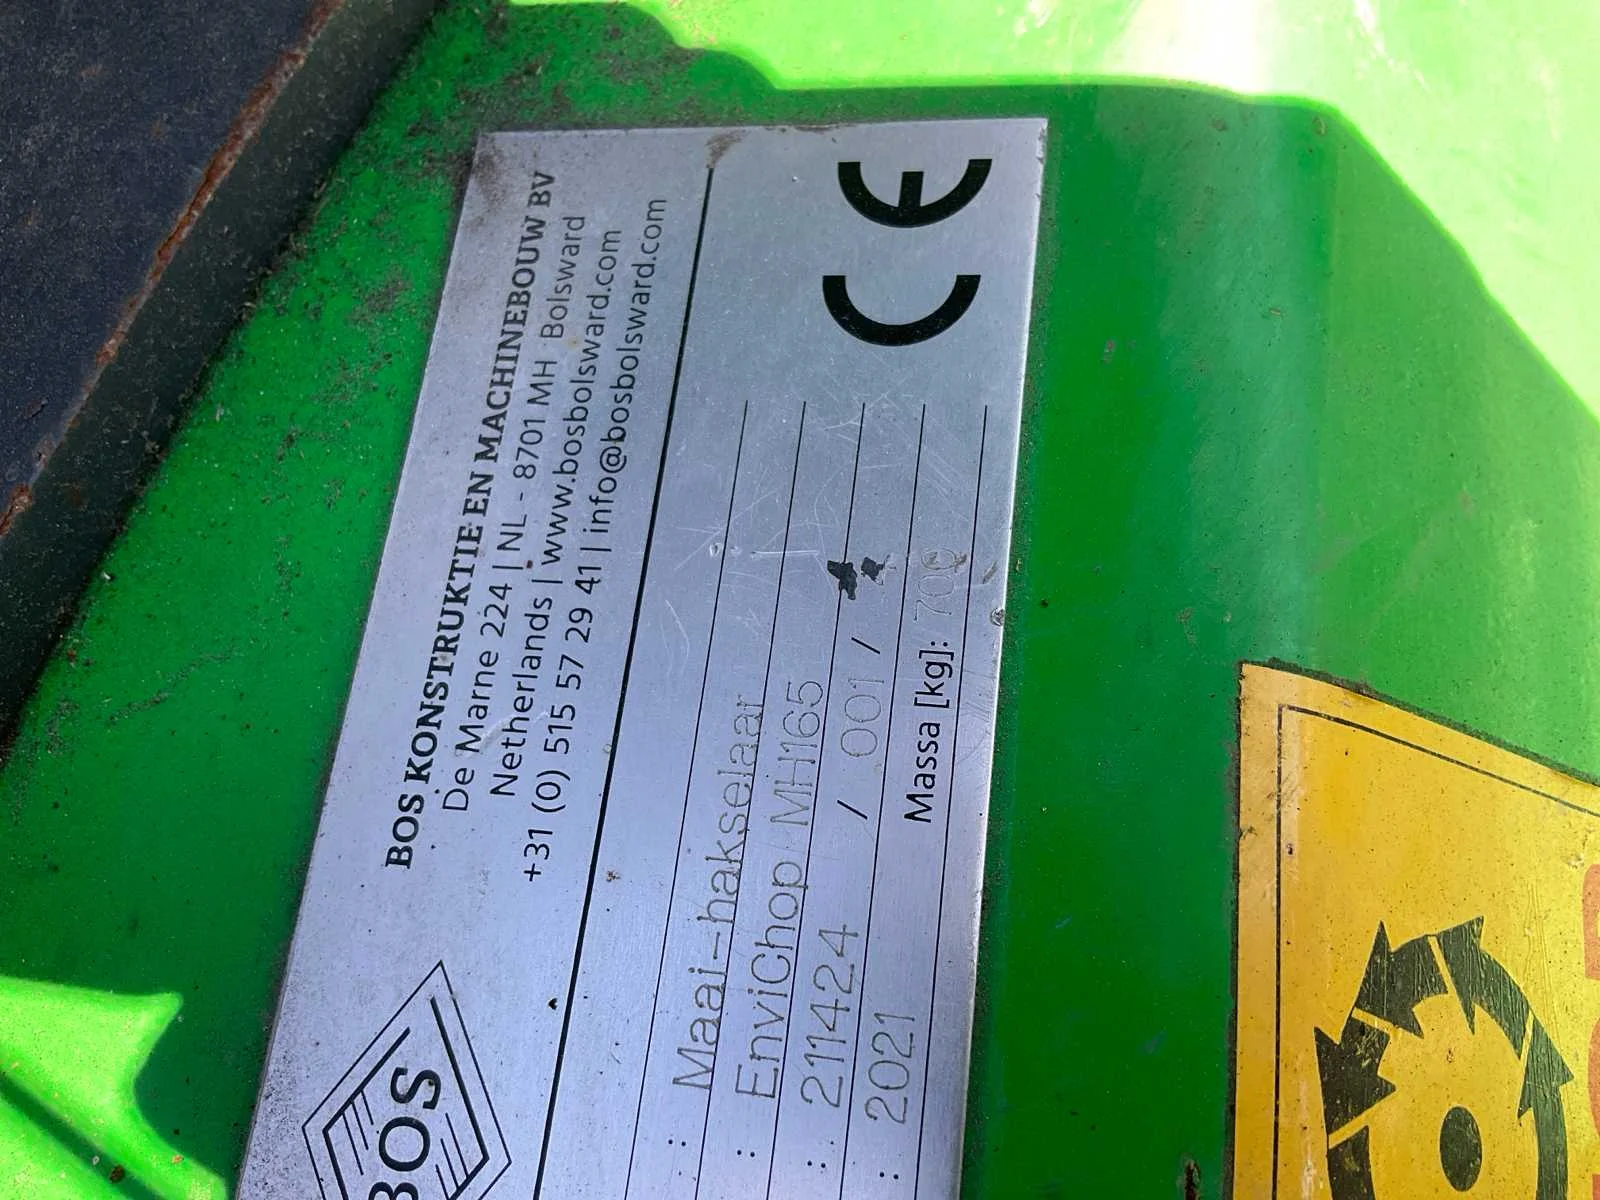 BOS
BOS KONSTRUKTIE EN MACHINEBOUW BV
De Marne 224 | NL - 8701 MH Bolsward
Netherlands | www.bosbolsward.com
+31 (0) 515 57 29 41 | info@bosbolsward.com
CE
: Maai-hakselaar
: EnviChop MH165
: 211424 / 001 /
: 2021 Massa [kg]: 700